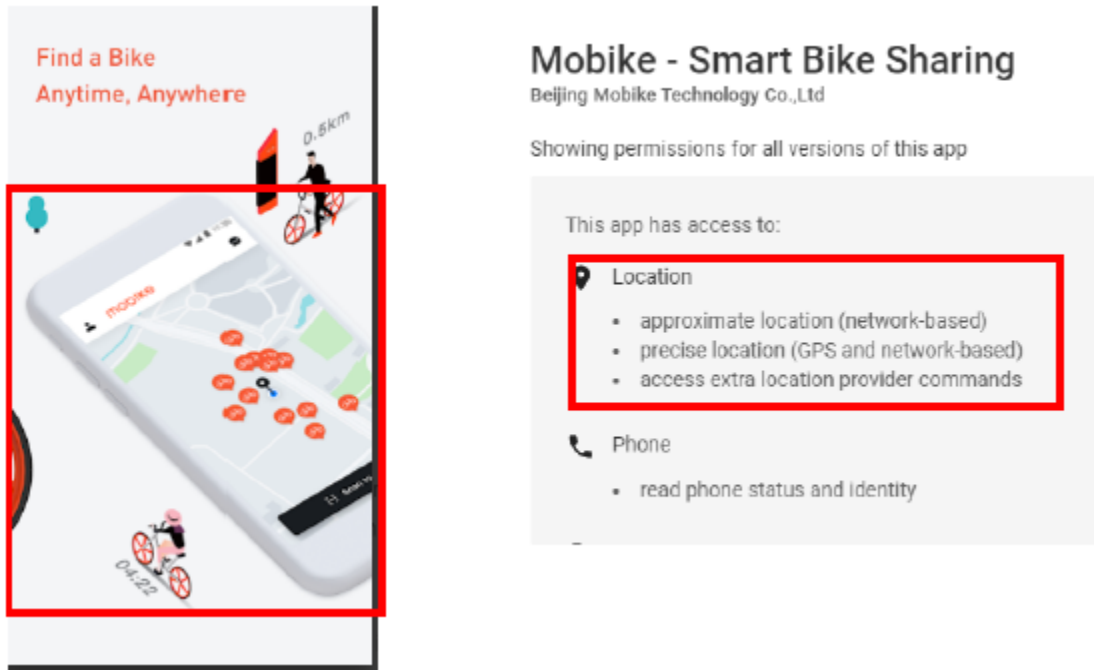 Find a Bike
Anytime, Anywhere
0.5km
mobike
04:22
Mobike - Smart Bike Sharing
Beijing Mobike Technology Co.,Ltd
Showing permissions for all versions of this app
This app has access to:
Location
• approximate location (network-based)
• precise location (GPS and network-based)
• access extra location provider commands
Phone
• read phone status and identity